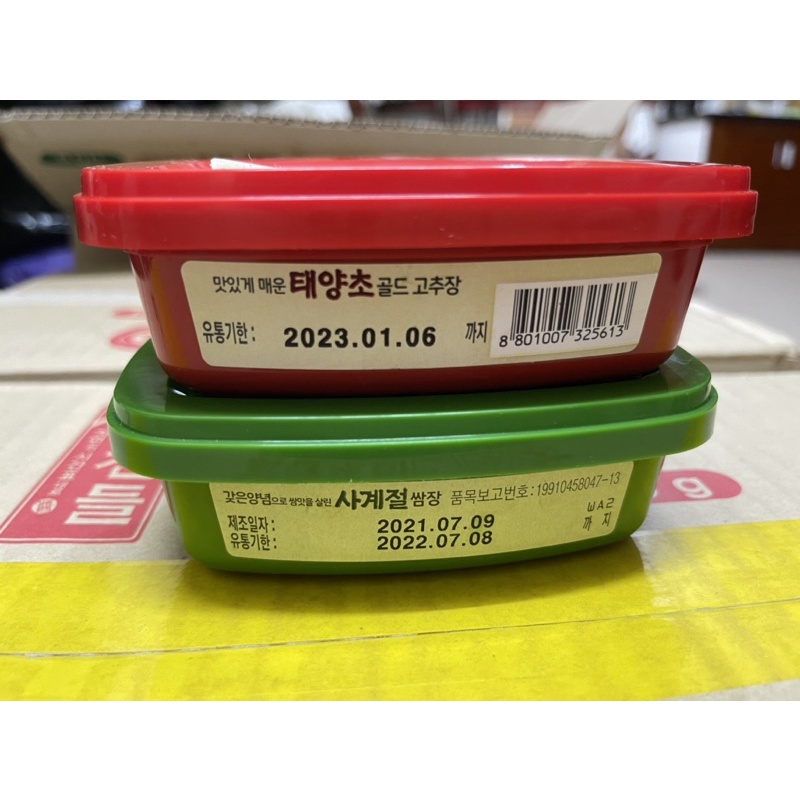 맛있게 매운 태양초 골드 고추장
유통기한 : 2023.01.06 까지
8 801007 325613
갖은양념으로 쌈맛을 살린 사계절 쌈장 품목보고번호 : 19910458047-13
제조일자 : 2021.07.09
유통기한 : 2022.07.08 까지
g